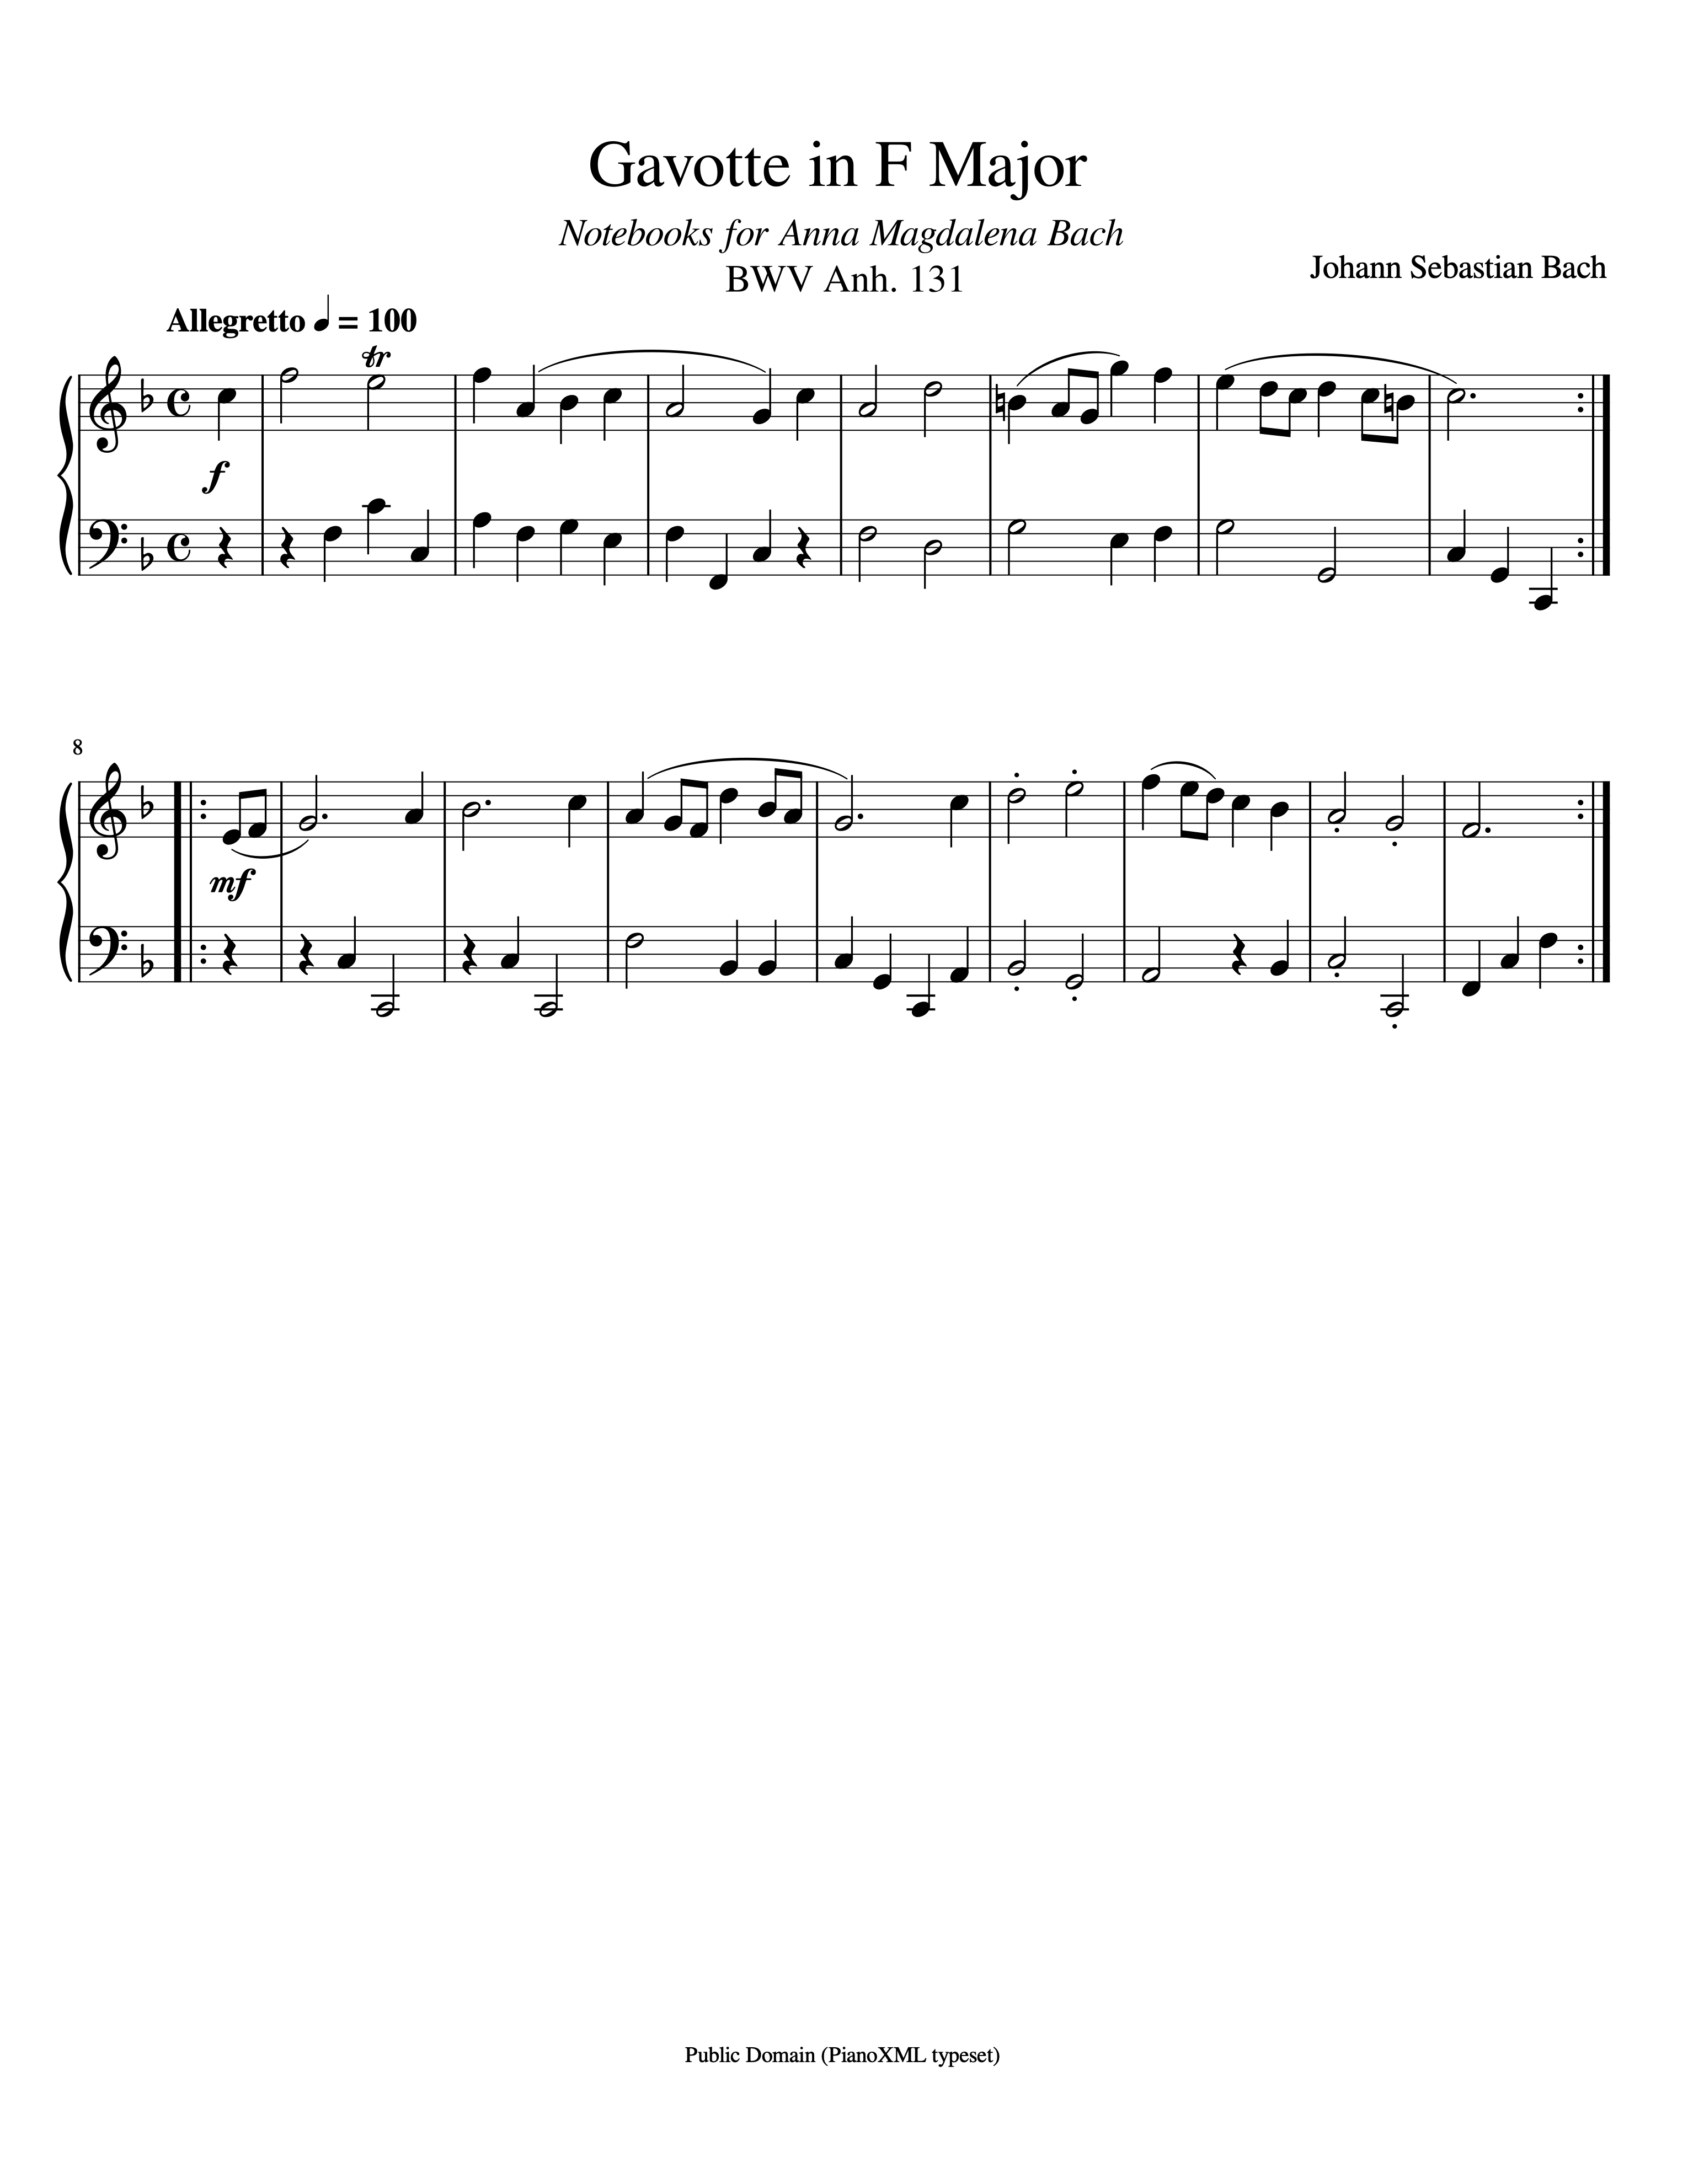 Gavotte in F Major
Notebooks for Anna Magdalena Bach
BWV Anh. 131
Johann Sebastian Bach
Allegretto ♩ = 100
tr
f
8
mf
Public Domain (PianoXML typeset)